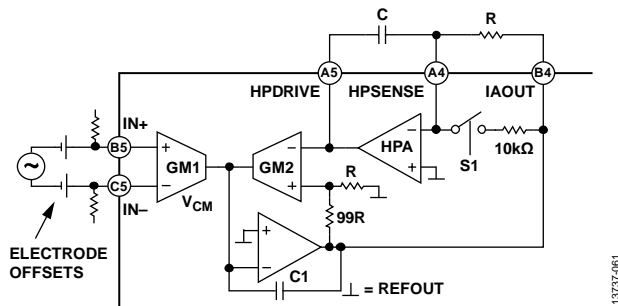 C
R
A5
A4
B4
HPDRIVE
HPSENSE
IAOUT
IN+
B5
+
GM1
−
GM2
+
−
HPA
S1
10kΩ
C5
−
IN−
VCM
R
99R
ELECTRODE
OFFSETS
+
−
C1
= REFOUT
13737-061